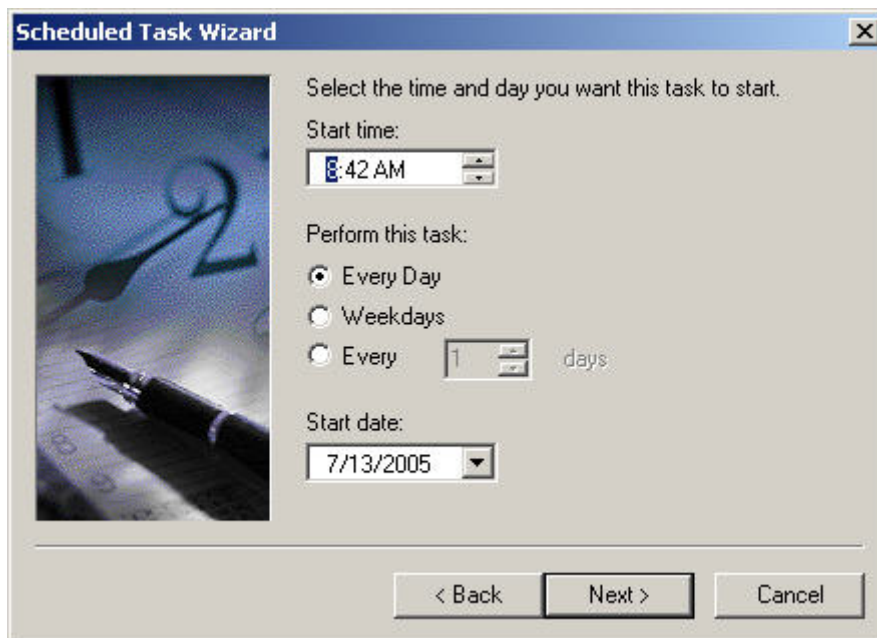 Scheduled Task Wizard
Select the time and day you want this task to start.
Start time:
8:42 AM
Perform this task:
Every Day
Weekdays
Every 1 days
Start date:
7/13/2005
< Back Next > Cancel
2